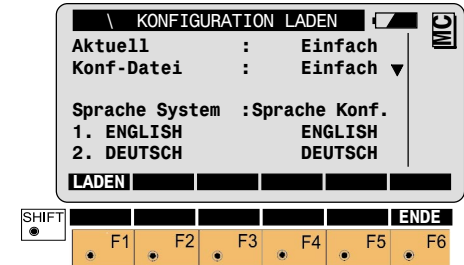 \ KONFIGURATION LADEN
MC
Aktuell : Einfach
Konf-Datei : Einfach ▼
Sprache System :Sprache Konf.
1. ENGLISH ENGLISH
2. DEUTSCH DEUTSCH
LADEN
SHIFT ENDE
F1 F2 F3 F4 F5 F6